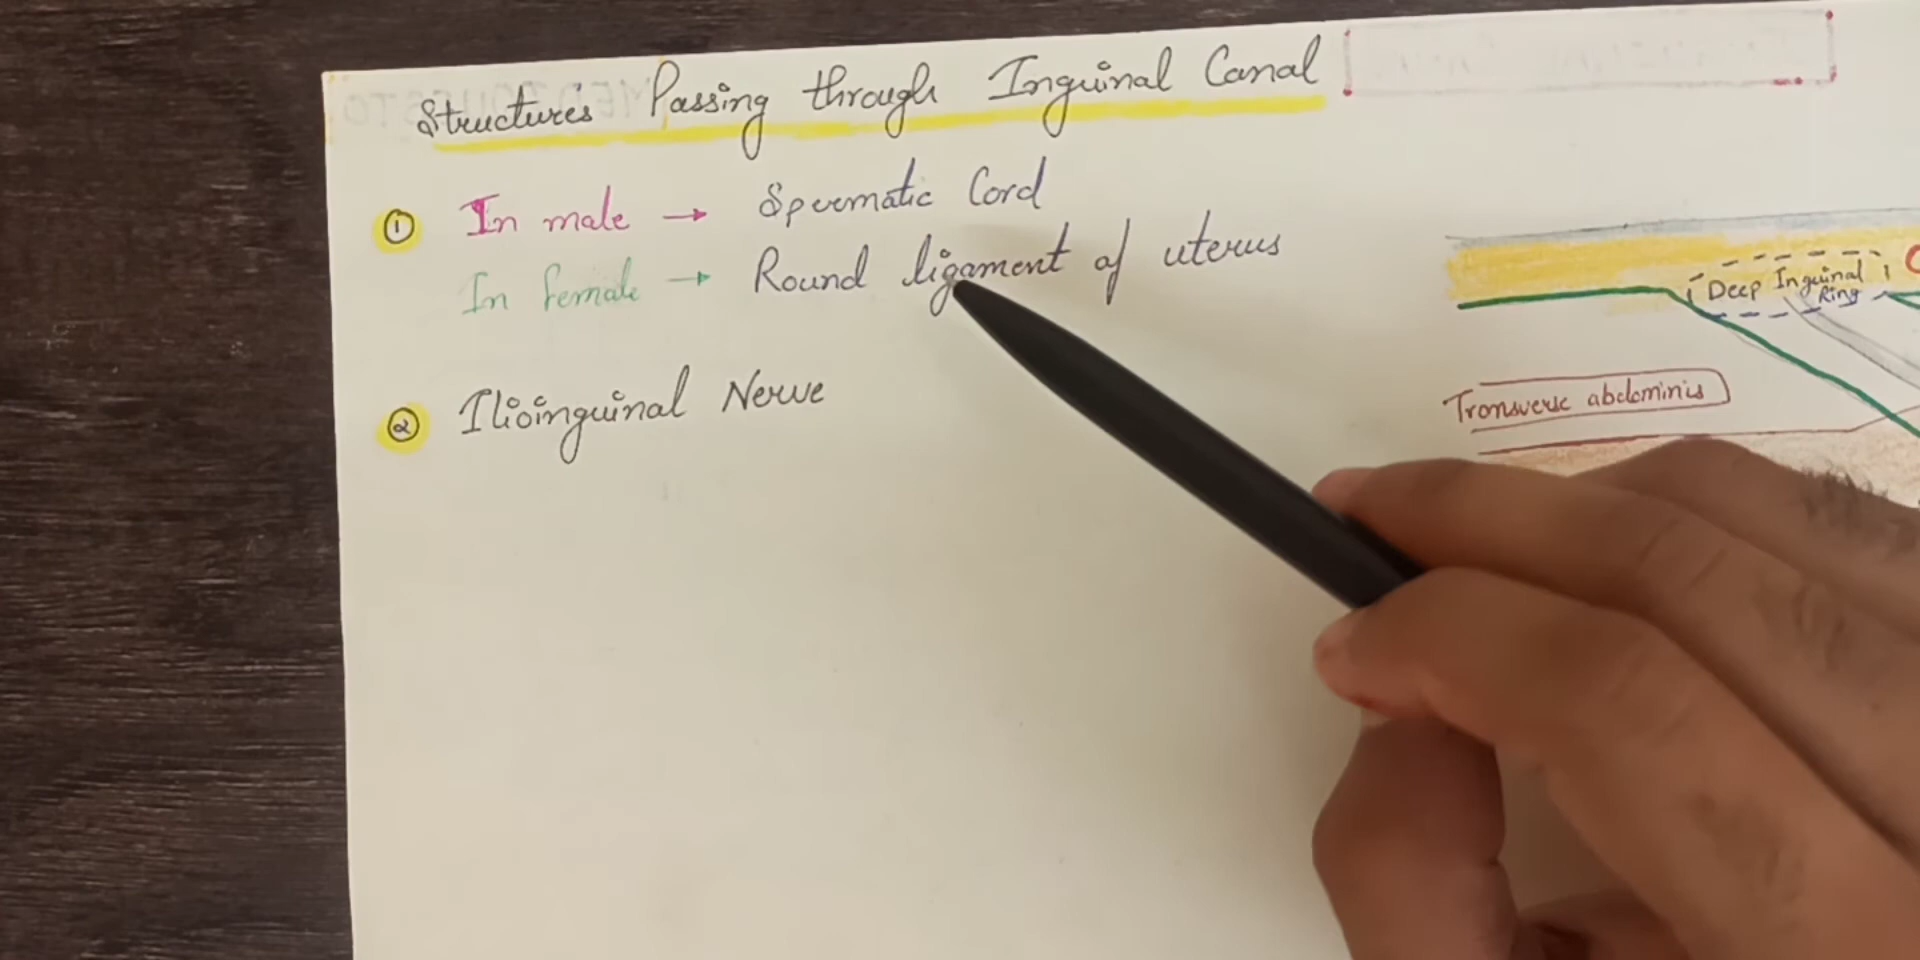 Structures Passing through Inguinal Canal
① In male → Spermatic Cord
In female → Round ligament of uterus
② Ilioinguinal Nerve
Deep Inguinal
Ring
Transverse abdominis